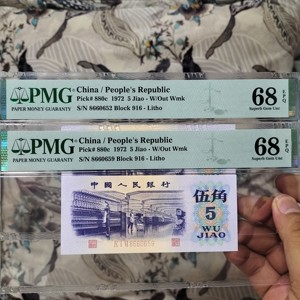 PMG
PAPER MONEY GUARANTY
China / People's Republic
Pick# 880c 1972 5 Jiao - W/Out Wmk
S/N 8600652 Block 916 - Litho
68 EPQ
Superb Gem Unc
PMG
PAPER MONEY GUARANTY
China / People's Republic
Pick# 880c 1972 5 Jiao - W/Out Wmk
S/N 8600659 Block 916 - Litho
68 EPQ
Superb Gem Unc
中国人民银行
伍角
5
WU
JIAO